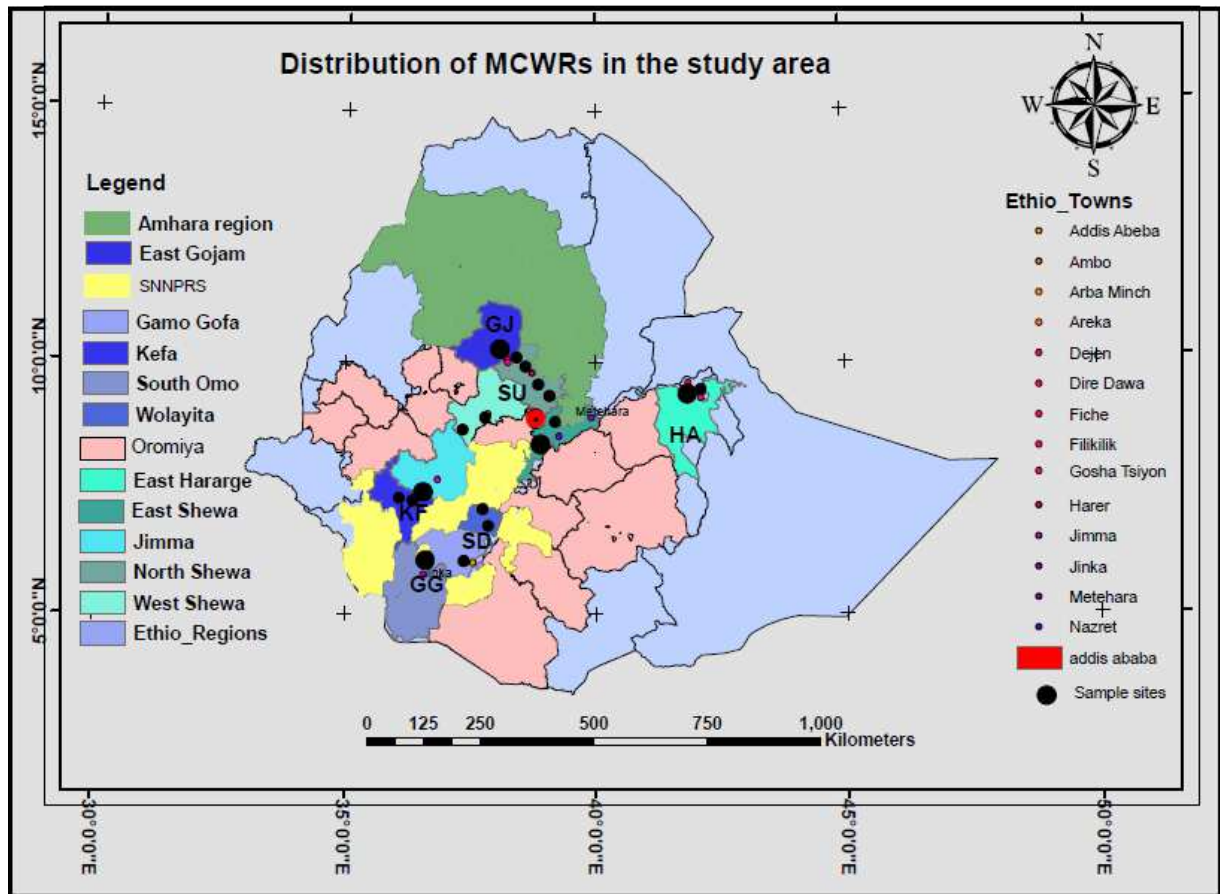 Distribution of MCWRs in the study area
N
W
E
S
15°0'0"N
10°0'0"N
5°0'0"N
Legend
Amhara region
East Gojam
SNNPRS
Gamo Gofa
Kefa
South Omo
Wolayita
Oromiya
East Hararge
East Shewa
Jimma
North Shewa
West Shewa
Ethio_Regions
GJ
SU
Metehara
HA
KF
SD
GG
Ethio_Towns
Addis Abeba
Ambo
Arba Minch
Areka
Dejen
Dire Dawa
Fiche
Filikilik
Gosha Tsiyon
Harer
Jimma
Jinka
Metehara
Nazret
addis ababa
Sample sites
0 125 250 500 750 1,000
Kilometers
30°0'0"E
35°0'0"E
40°0'0"E
45°0'0"E
50°0'0"E